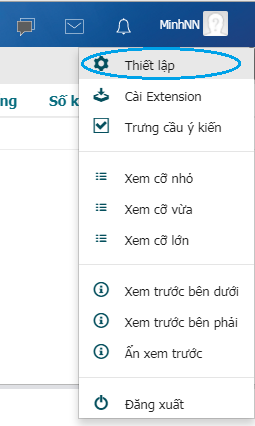 MinhNN
Thiết lập
ng Số k
Cài Extension
Trưng cầu ý kiến
Xem cỡ nhỏ
Xem cỡ vừa
Xem cỡ lớn
Xem trước bên dưới
Xem trước bên phải
Ẩn xem trước
Đăng xuất